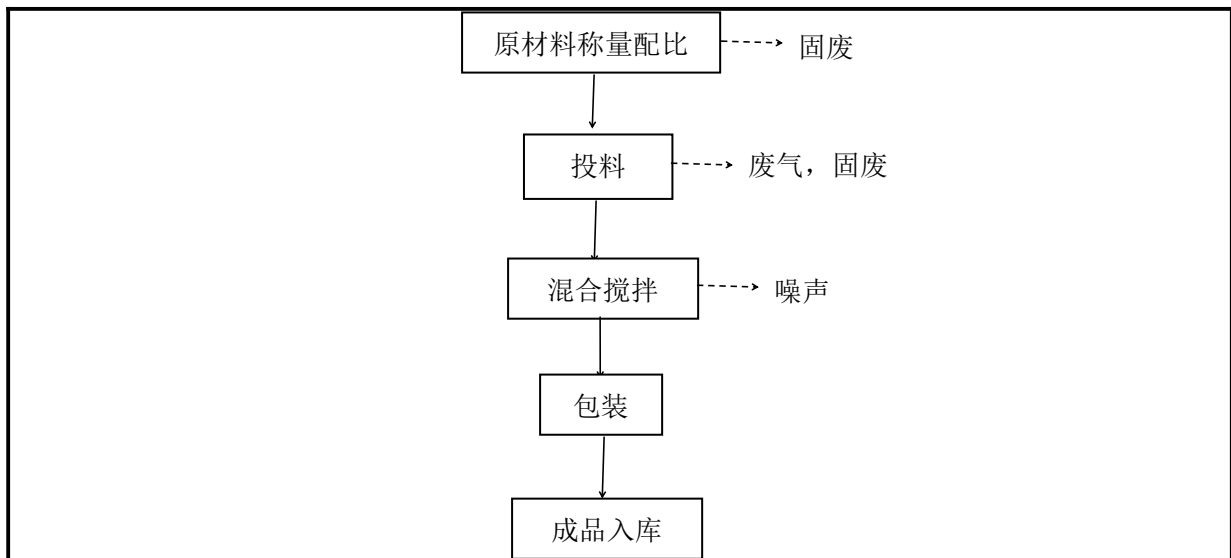 原材料称量配比
固废
投料
废气，固废
混合搅拌
噪声
包装
成品入库